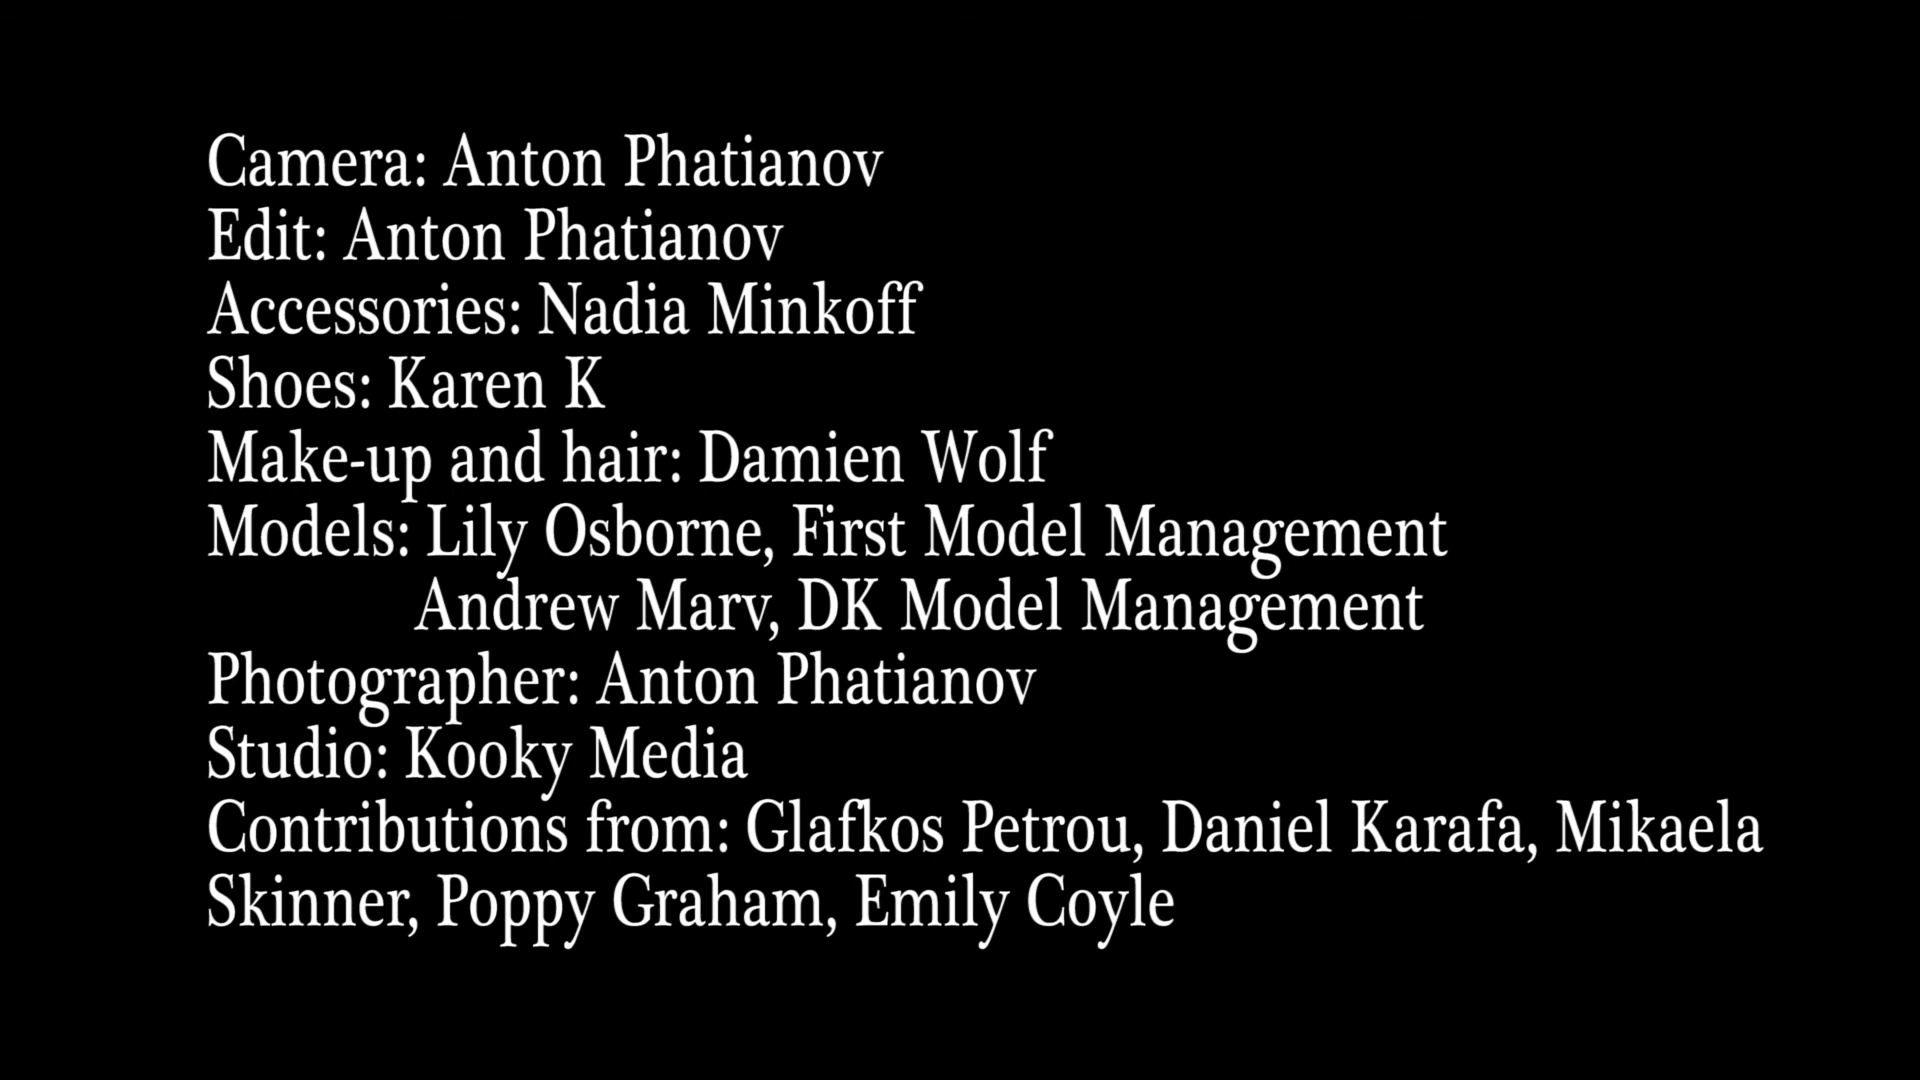 Camera: Anton Phatianov
Edit: Anton Phatianov
Accessories: Nadia Minkoff
Shoes: Karen K
Make-up and hair: Damien Wolf
Models: Lily Osborne, First Model Management
Andrew Marv, DK Model Management
Photographer: Anton Phatianov
Studio: Kooky Media
Contributions from: Glafkos Petrou, Daniel Karafa, Mikaela
Skinner, Poppy Graham, Emily Coyle